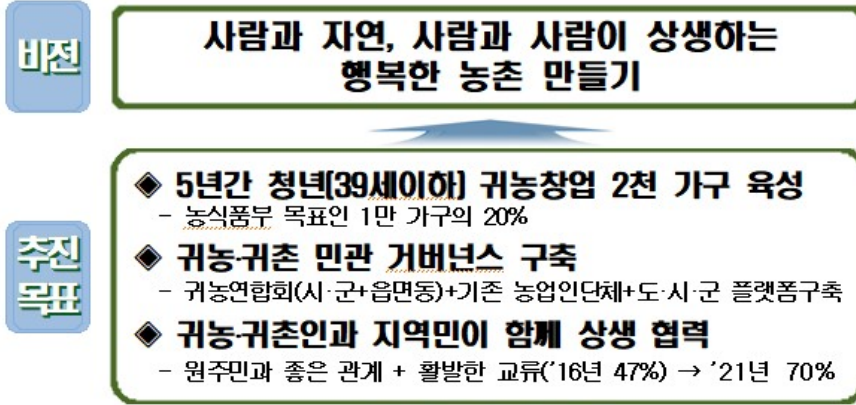 비전
사람과 자연, 사람과 사람이 상생하는
행복한 농촌 만들기
추진
목표
◈ 5년간 청년(39세이하) 귀농창업 2천 가구 육성
- 농식품부 목표인 1만 가구의 20%
◈ 귀농·귀촌 민관 거버넌스 구축
- 귀농연합회(시·군+읍면동)+기존 농업인단체+도·시·군 플랫폼구축
◈ 귀농·귀촌인과 지역민이 함께 상생 협력
- 원주민과 좋은 관계 + 활발한 교류('16년 47%) → '21년 70%